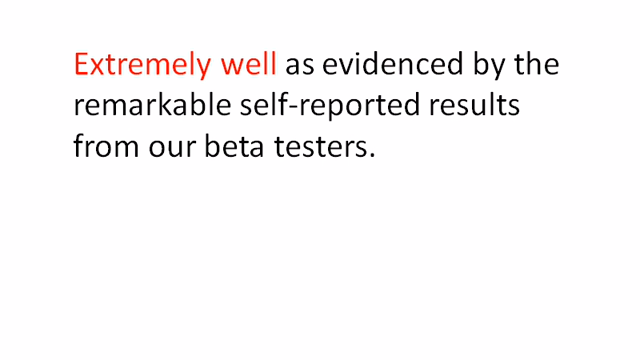 Extremely well as evidenced by the
remarkable self-reported results
from our beta testers.